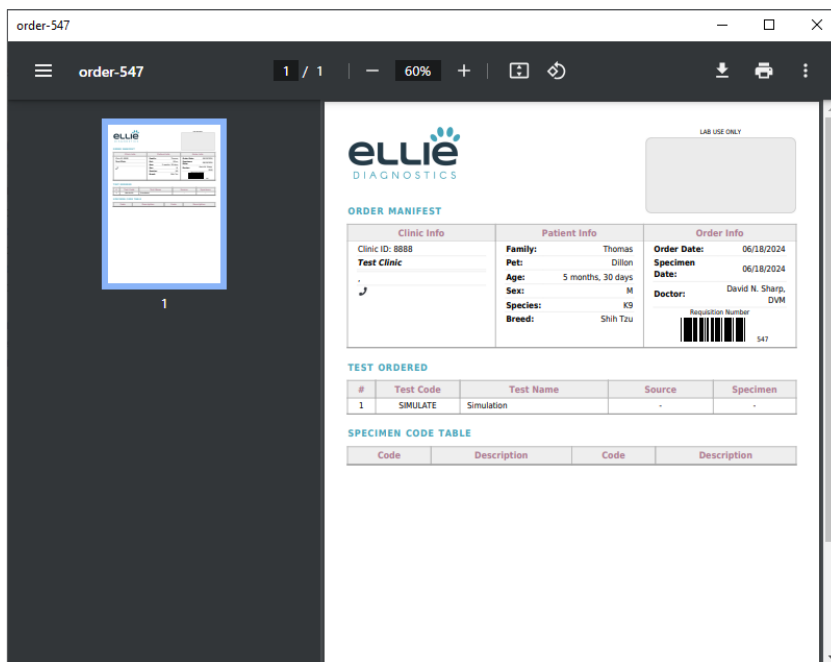 order-547
order-547
1 / 1
60%
1
ELLIE
DIAGNOSTICS
LAB USE ONLY
ORDER MANIFEST
Clinic Info
Clinic ID: 8888
Test Clinic
.
Patient Info
Family: Thomas
Pet: Dillon
Age: 5 months, 30 days
Sex: M
Species: K9
Breed: Shih Tzu
Order Info
Order Date: 06/18/2024
Specimen Date: 06/18/2024
Doctor: David N. Sharp, DVM
Requisition Number
547
TEST ORDERED
# Test Code Test Name Source Specimen
1 SIMULATE Simulation - -
SPECIMEN CODE TABLE
Code Description Code Description